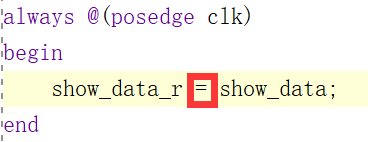 always @(posedge clk)
begin
show_data_r = show_data;
end